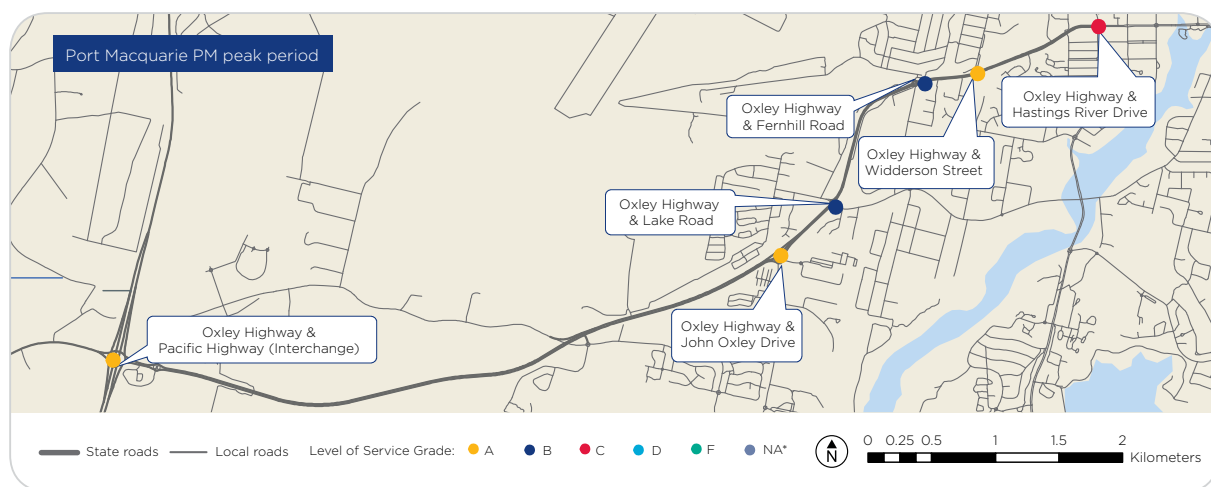 Port Macquarie PM peak period
Oxley Highway &
Hastings River Drive
Oxley Highway
& Fernhill Road
Oxley Highway &
Widderson Street
Oxley Highway
& Lake Road
Oxley Highway &
John Oxley Drive
Oxley Highway &
Pacific Highway (Interchange)
State roads Local roads Level of Service Grade: A B C D F NA*
N
0 0.25 0.5 1 1.5 2
Kilometers